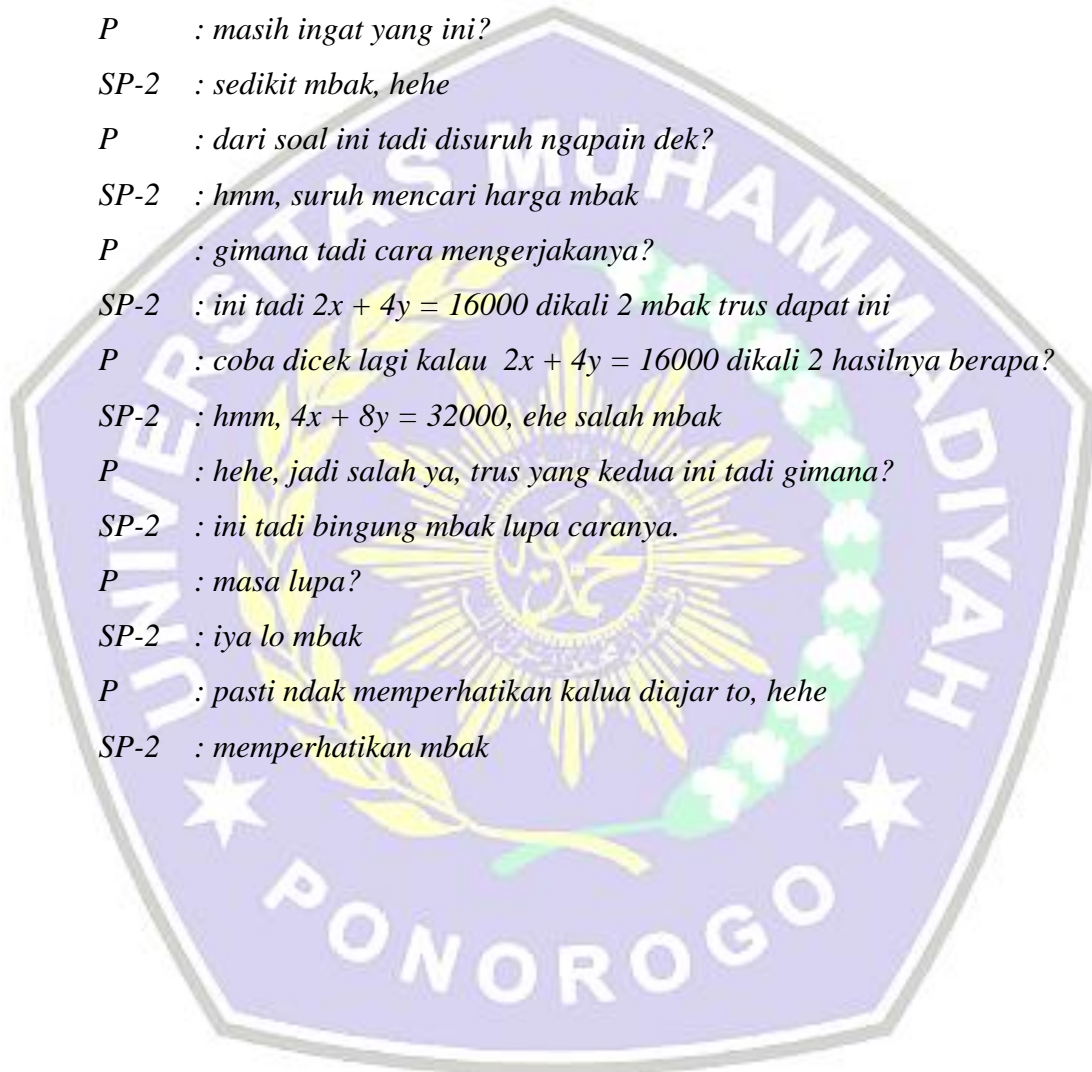 P : masih ingat yang ini?
SP-2 : sedikit mbak, hehe
P : dari soal ini tadi disuruh ngapain dek?
SP-2 : hmm, suruh mencari harga mbak
P : gimana tadi cara mengerjakanya?
SP-2 : ini tadi 2x + 4y = 16000 dikali 2 mbak trus dapat ini
P : coba dicek lagi kalau 2x + 4y = 16000 dikali 2 hasilnya berapa?
SP-2 : hmm, 4x + 8y = 32000, ehe salah mbak
P : hehe, jadi salah ya, trus yang kedua ini tadi gimana?
SP-2 : ini tadi bingung mbak lupa caranya.
P : masa lupa?
SP-2 : iya lo mbak
P : pasti ndak memperhatikan kalua diajar to, hehe
SP-2 : memperhatikan mbak
UNIVERSITAS MUHAMMADIYAH
PONOROGO